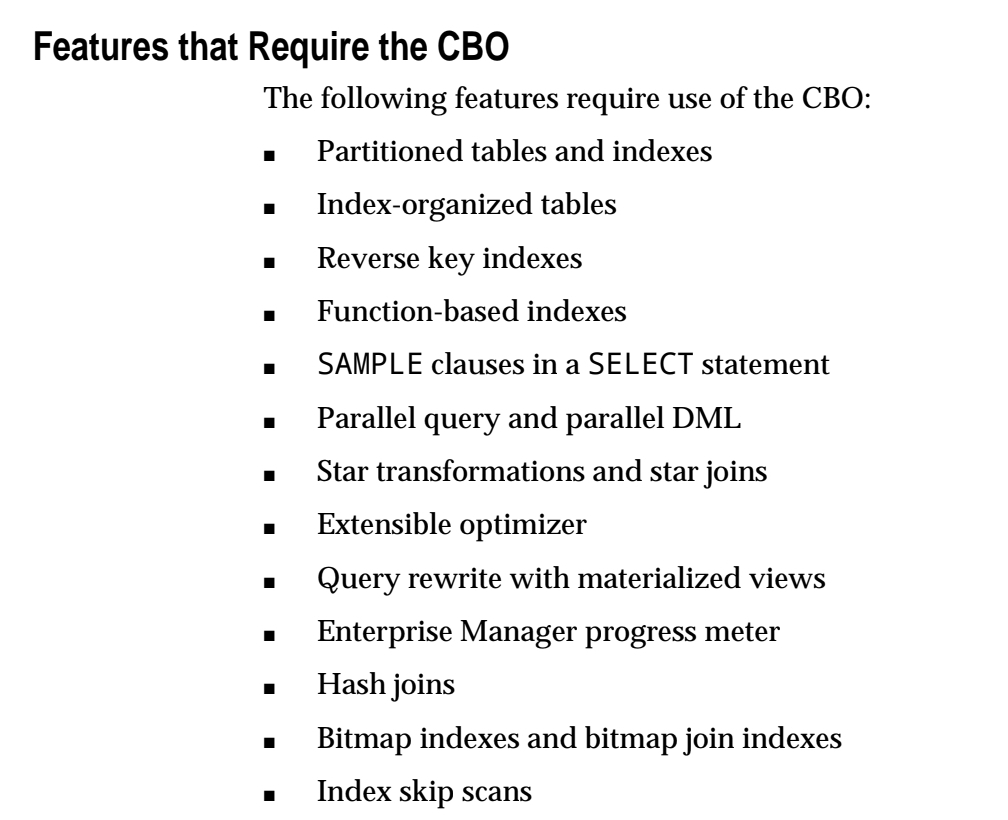 Features that Require the CBO
The following features require use of the CBO:
■ Partitioned tables and indexes
■ Index-organized tables
■ Reverse key indexes
■ Function-based indexes
■ SAMPLE clauses in a SELECT statement
■ Parallel query and parallel DML
■ Star transformations and star joins
■ Extensible optimizer
■ Query rewrite with materialized views
■ Enterprise Manager progress meter
■ Hash joins
■ Bitmap indexes and bitmap join indexes
■ Index skip scans